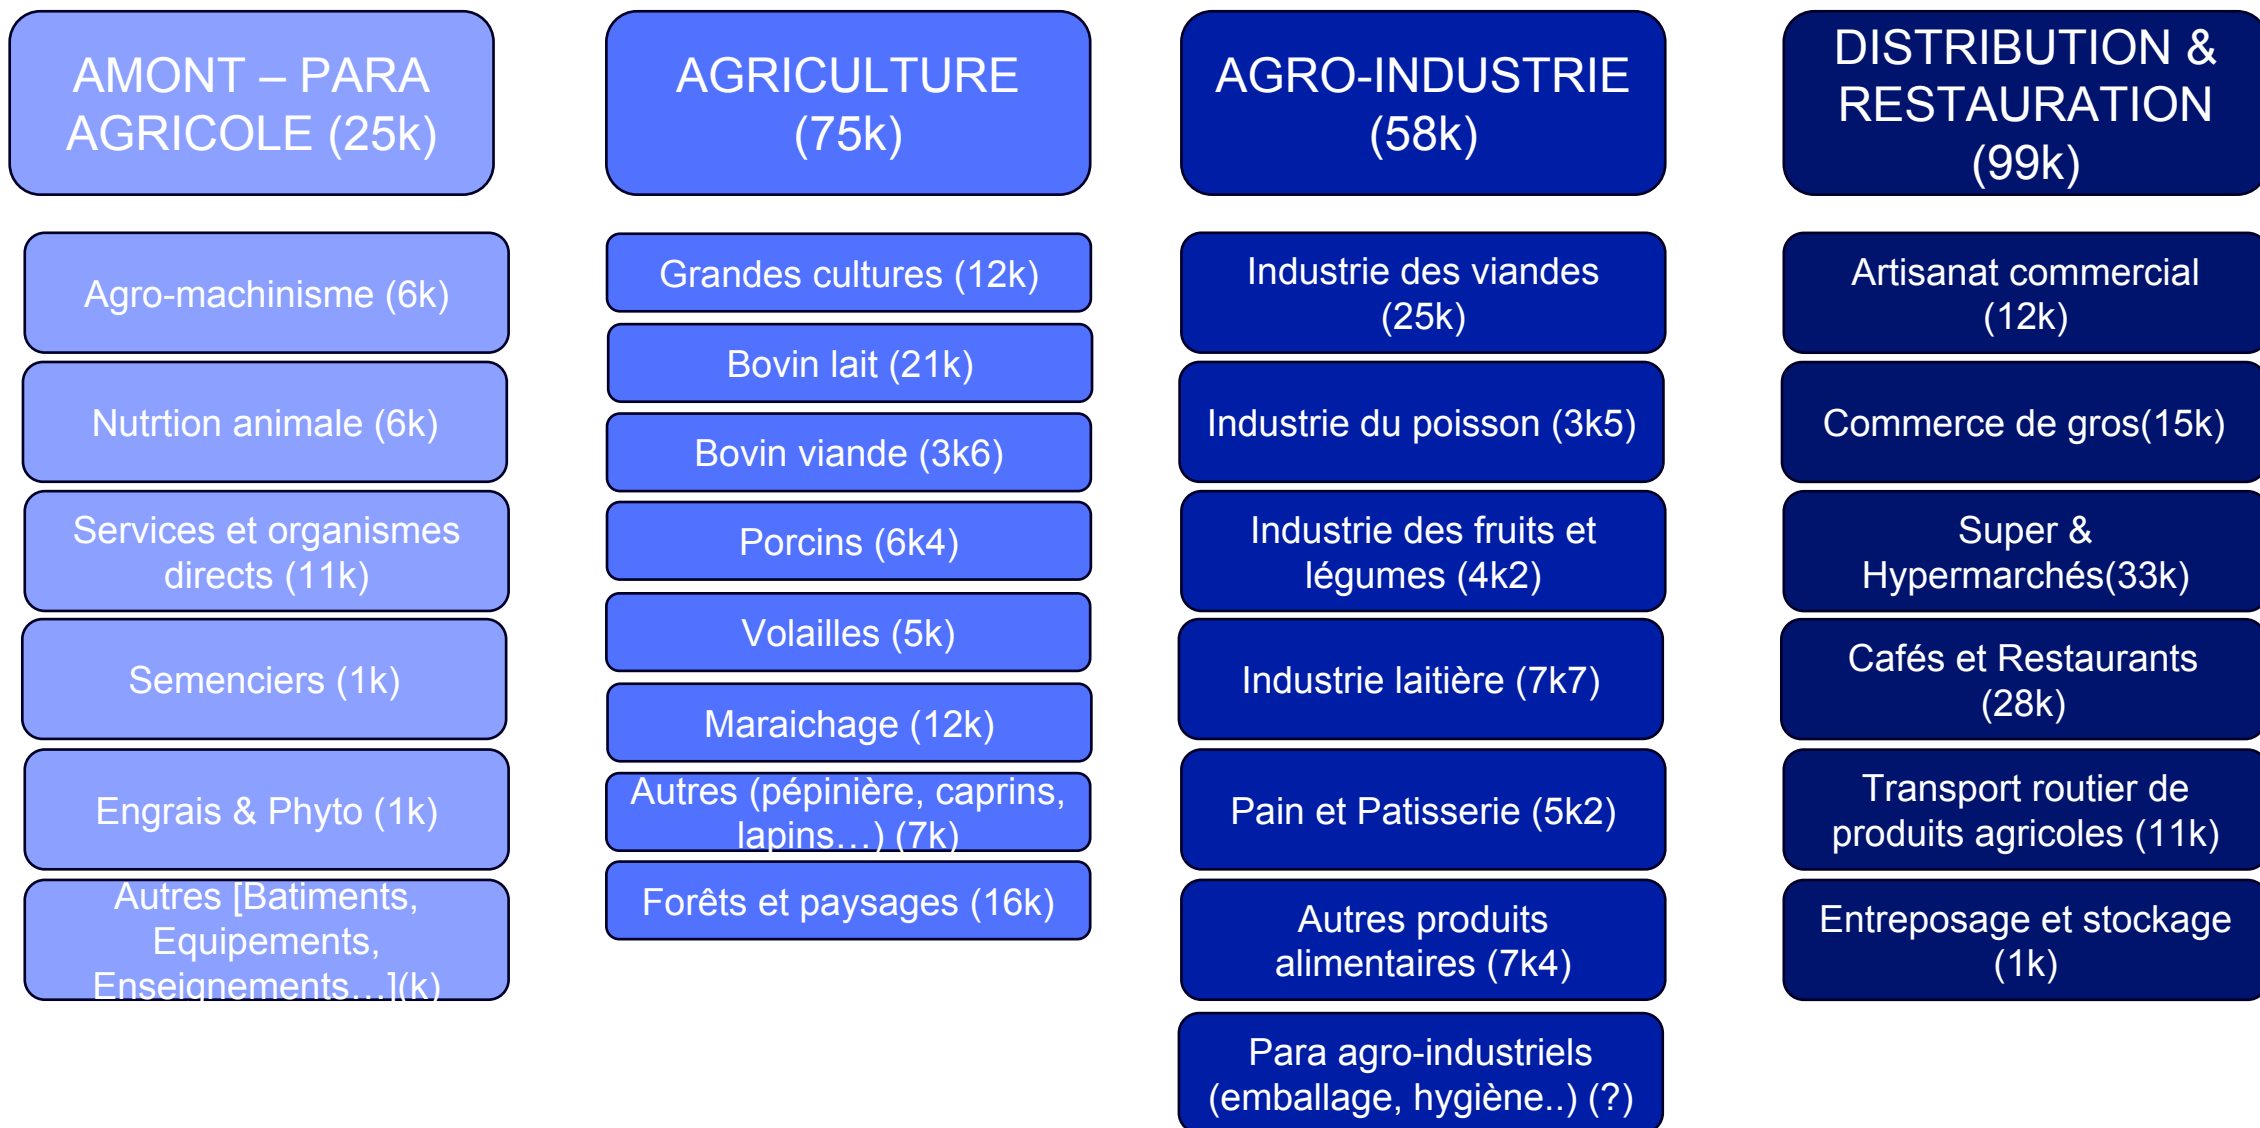 AMONT – PARA
AGRICOLE (25k)
Agro-machinisme (6k)
Nutrtion animale (6k)
Services et organismes
directs (11k)
Semenciers (1k)
Engrais & Phyto (1k)
Autres [Batiments,
Equipements,
Enseignements…](k)
AGRICULTURE
(75k)
Grandes cultures (12k)
Bovin lait (21k)
Bovin viande (3k6)
Porcins (6k4)
Volailles (5k)
Maraichage (12k)
Autres (pépinière, caprins,
lapins…) (7k)
Forêts et paysages (16k)
AGRO-INDUSTRIE
(58k)
Industrie des viandes
(25k)
Industrie du poisson (3k5)
Industrie des fruits et
légumes (4k2)
Industrie laitière (7k7)
Pain et Patisserie (5k2)
Autres produits
alimentaires (7k4)
Para agro-industriels
(emballage, hygiène..) (?)
DISTRIBUTION &
RESTAURATION
(99k)
Artisanat commercial
(12k)
Commerce de gros(15k)
Super &
Hypermarchés(33k)
Cafés et Restaurants
(28k)
Transport routier de
produits agricoles (11k)
Entreposage et stockage
(1k)